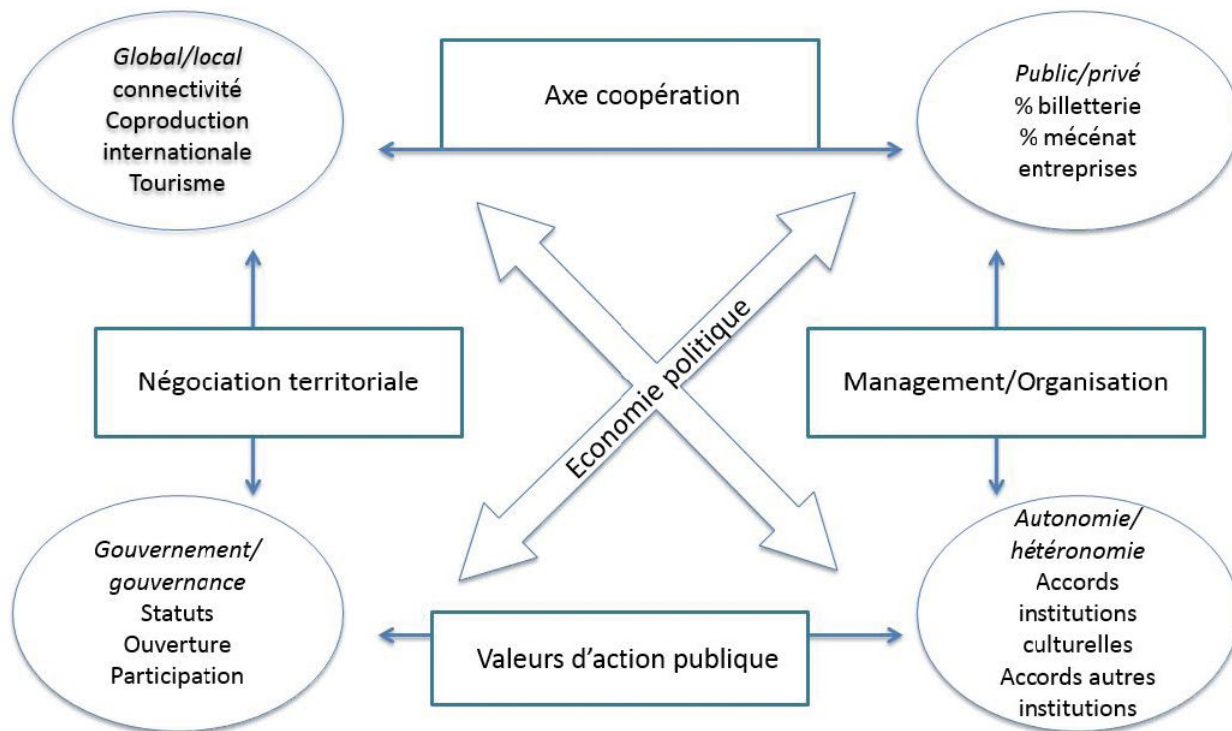 Global/local
connectivité
Coproduction
internationale
Tourisme
Axe coopération
Public/privé
% billetterie
% mécénat
entreprises
Négociation territoriale
Economie politique
Management/Organisation
Gouvernement/
gouvernance
Statuts
Ouverture
Participation
Valeurs d’action publique
Autonomie/
hétéronomie
Accords
institutions
culturelles
Accords autres
institutions